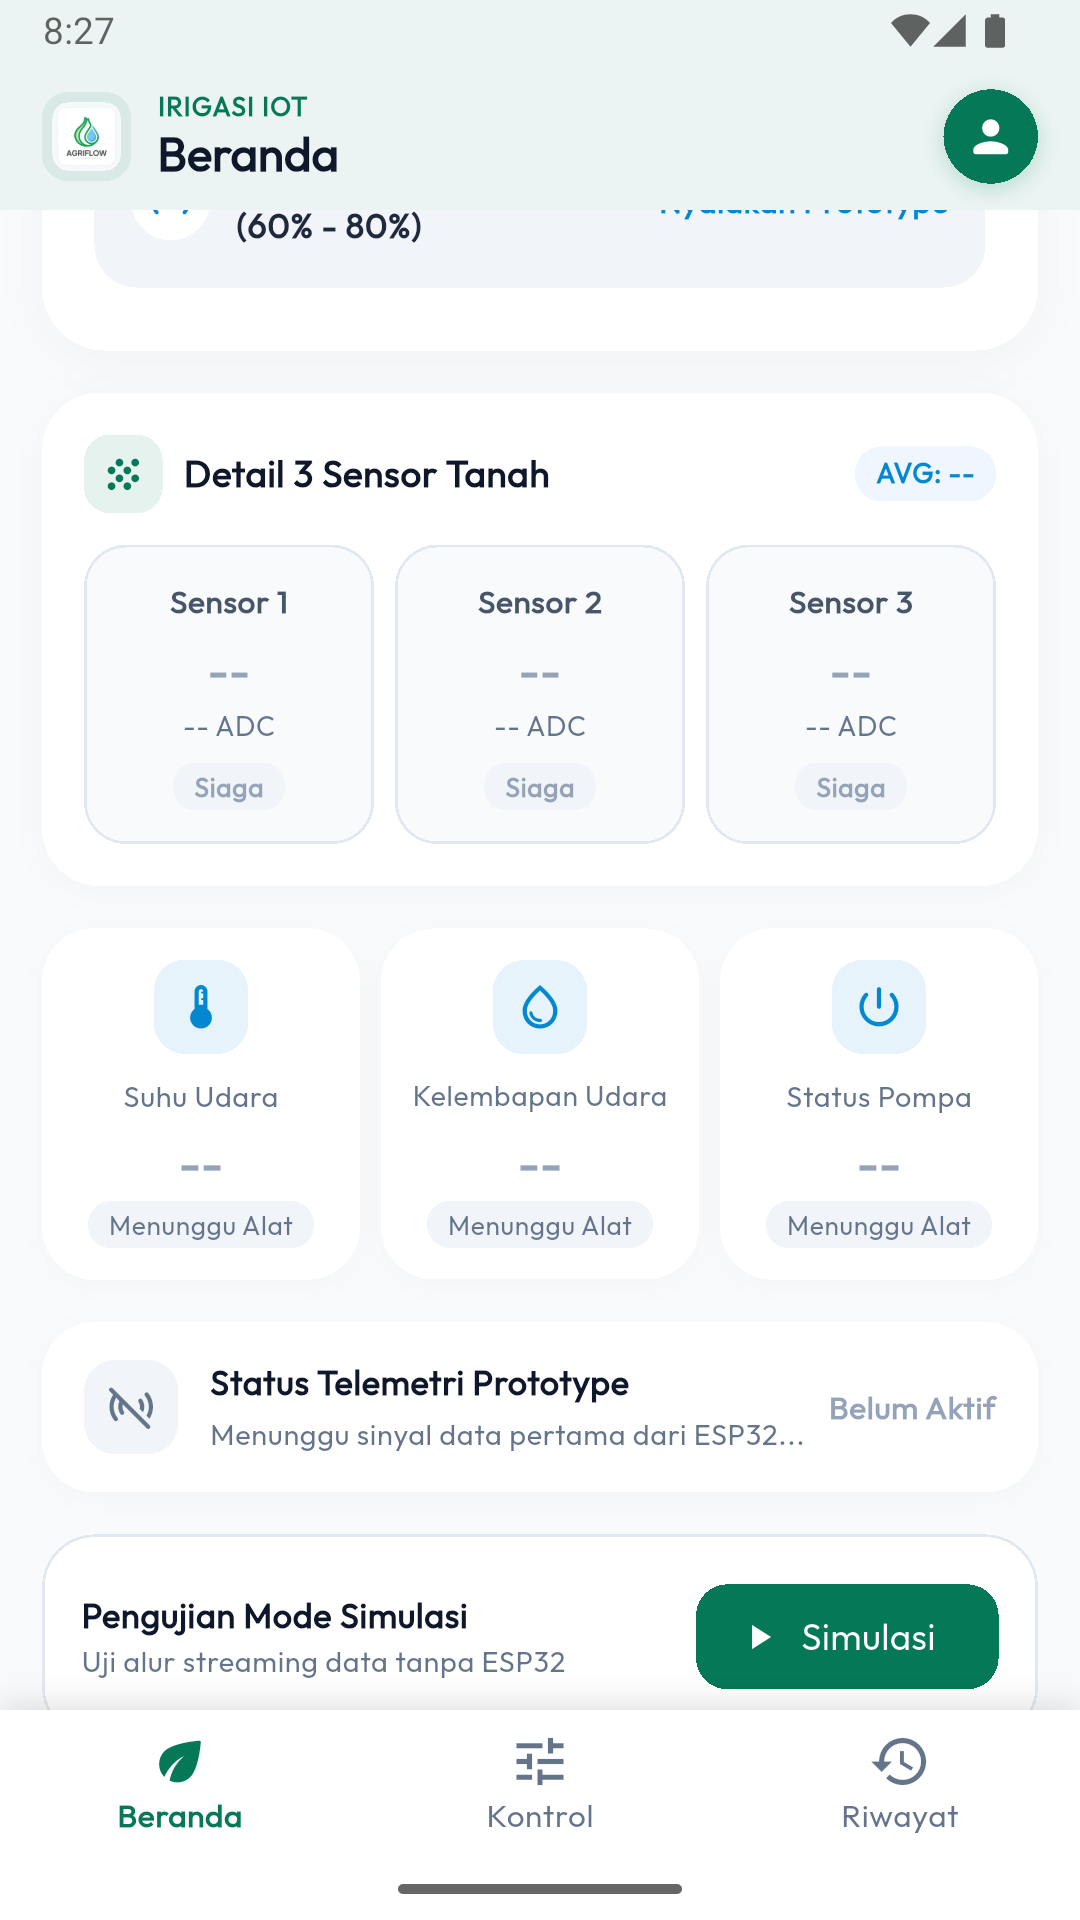 8:27
AGRIFLOW
IRIGASI IOT
Beranda
(60% - 80%)
Nyalakan Prototype
Detail 3 Sensor Tanah
AVG: --
Sensor 1
Sensor 2
Sensor 3
--
--
--
-- ADC
-- ADC
-- ADC
Siaga
Siaga
Siaga
Suhu Udara
Kelembapan Udara
Status Pompa
--
--
--
Menunggu Alat
Menunggu Alat
Menunggu Alat
Status Telemetri Prototype
Menunggu sinyal data pertama dari ESP32...
Belum Aktif
Pengujian Mode Simulasi
Uji alur streaming data tanpa ESP32
Simulasi
Beranda
Kontrol
Riwayat